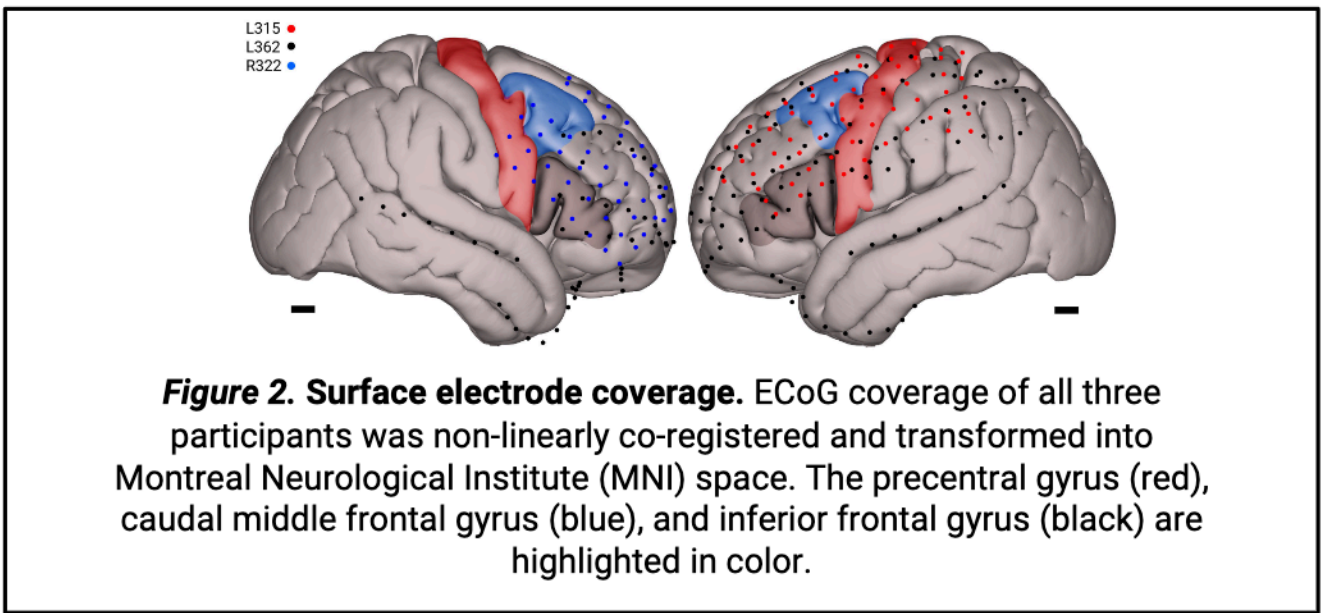 L315
L362
R322
Figure 2. Surface electrode coverage. ECoG coverage of all three
participants was non-linearly co-registered and transformed into
Montreal Neurological Institute (MNI) space. The precentral gyrus (red),
caudal middle frontal gyrus (blue), and inferior frontal gyrus (black) are
highlighted in color.